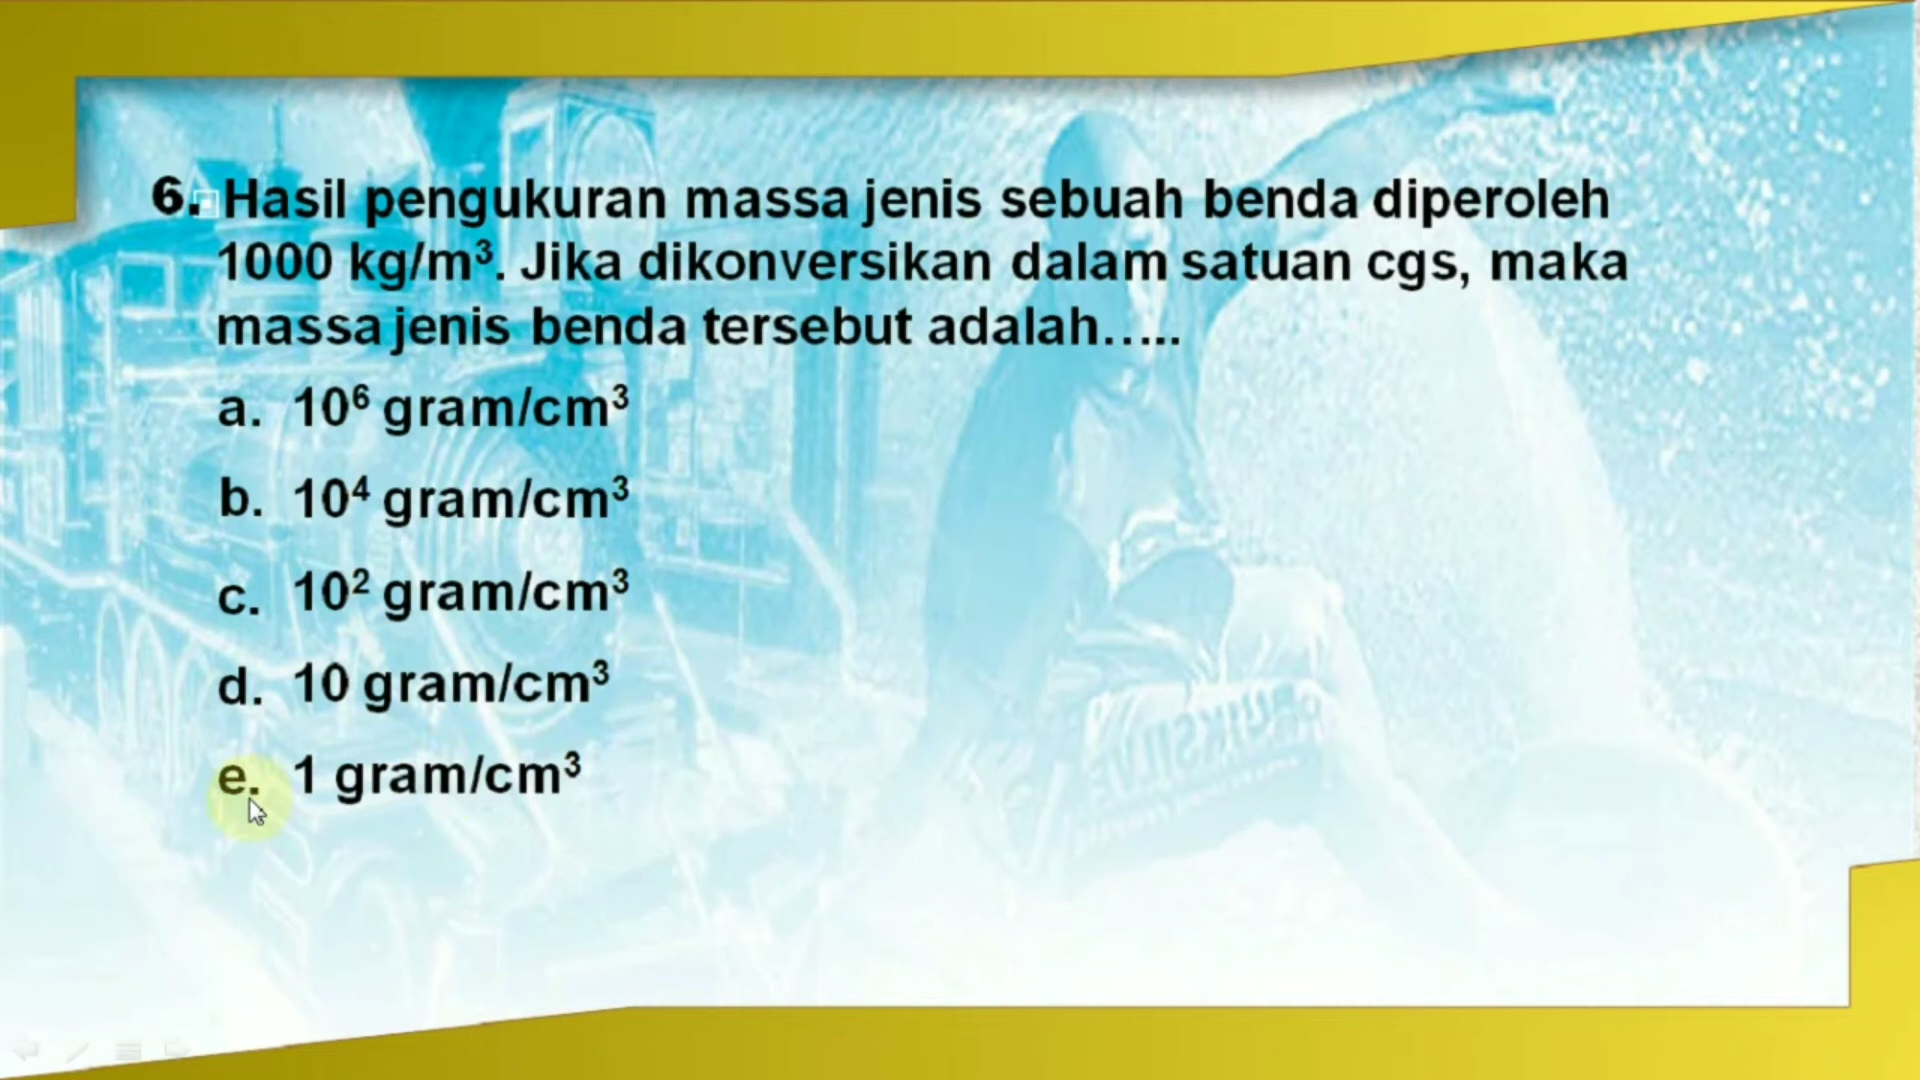 6. Hasil pengukuran massa jenis sebuah benda diperoleh
1000 kg/m³. Jika dikonversikan dalam satuan cgs, maka
massa jenis benda tersebut adalah.....
a. 10⁶ gram/cm³
b. 10⁴ gram/cm³
c. 10² gram/cm³
d. 10 gram/cm³
e. 1 gram/cm³